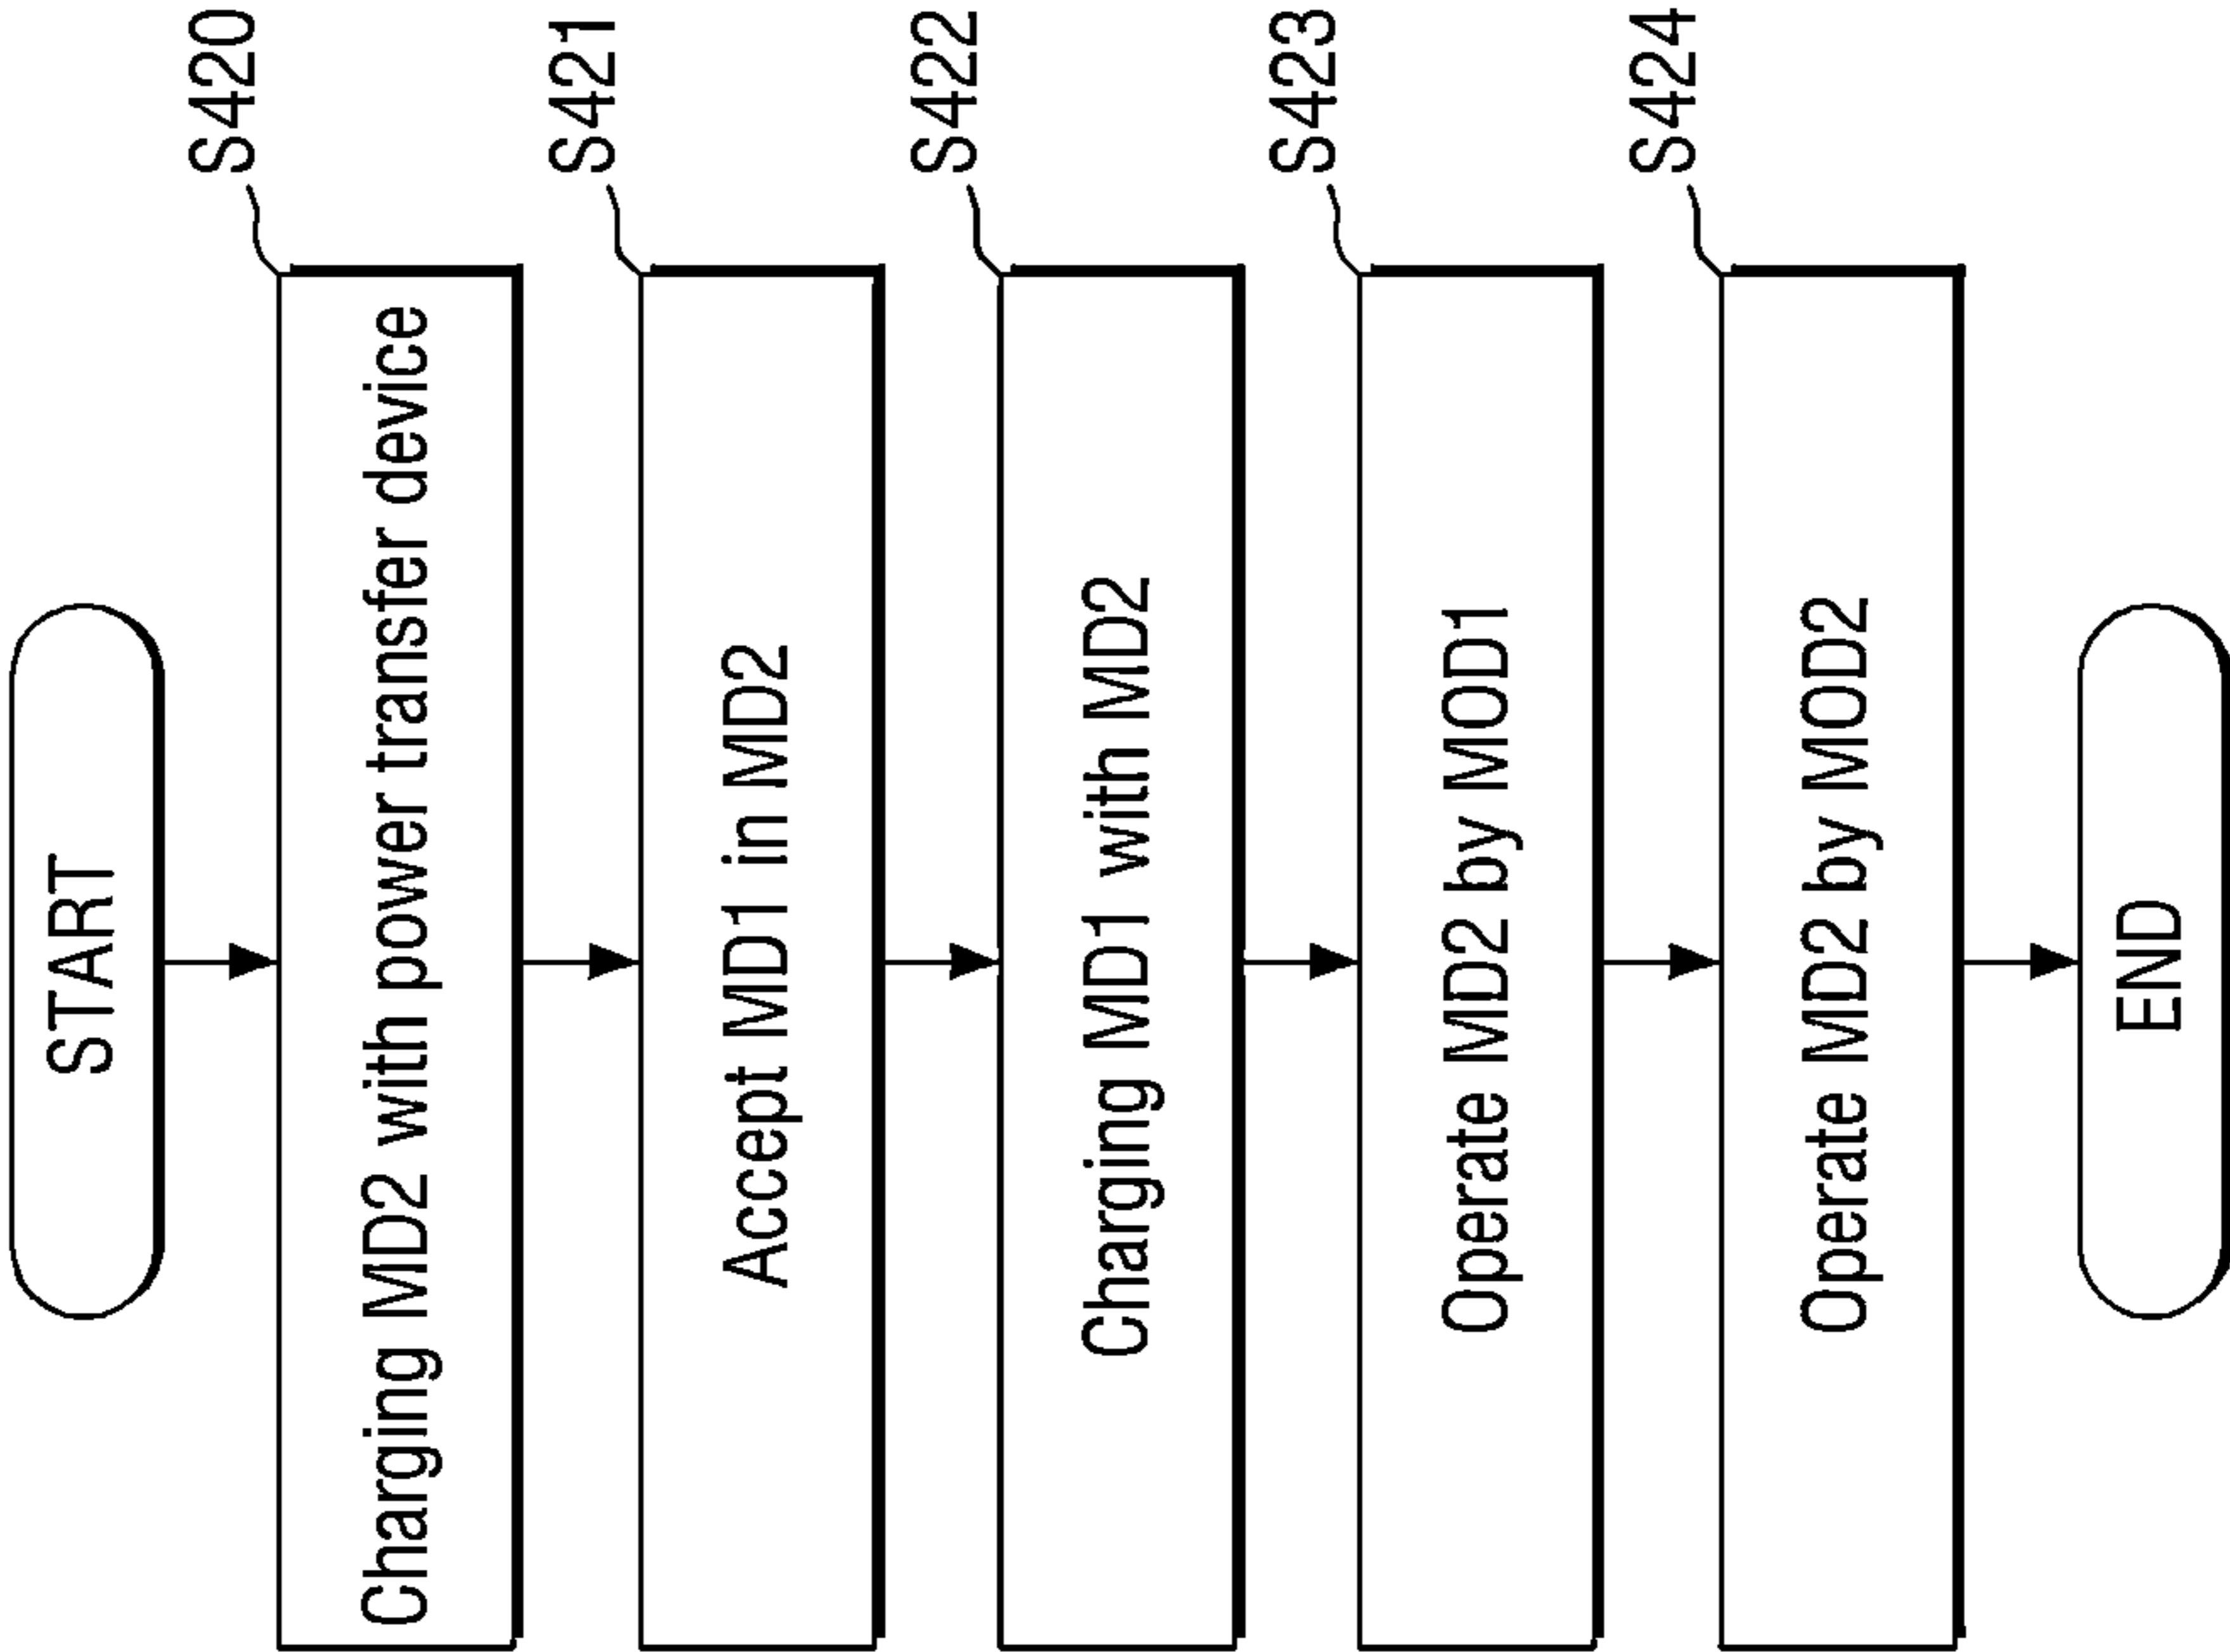 START
S420
Charging MD2 with power transfer device
S421
Accept MD1 in MD2
S422
Charging MD1 with MD2
S423
Operate MD2 by MOD1
S424
Operate MD2 by MOD2
END